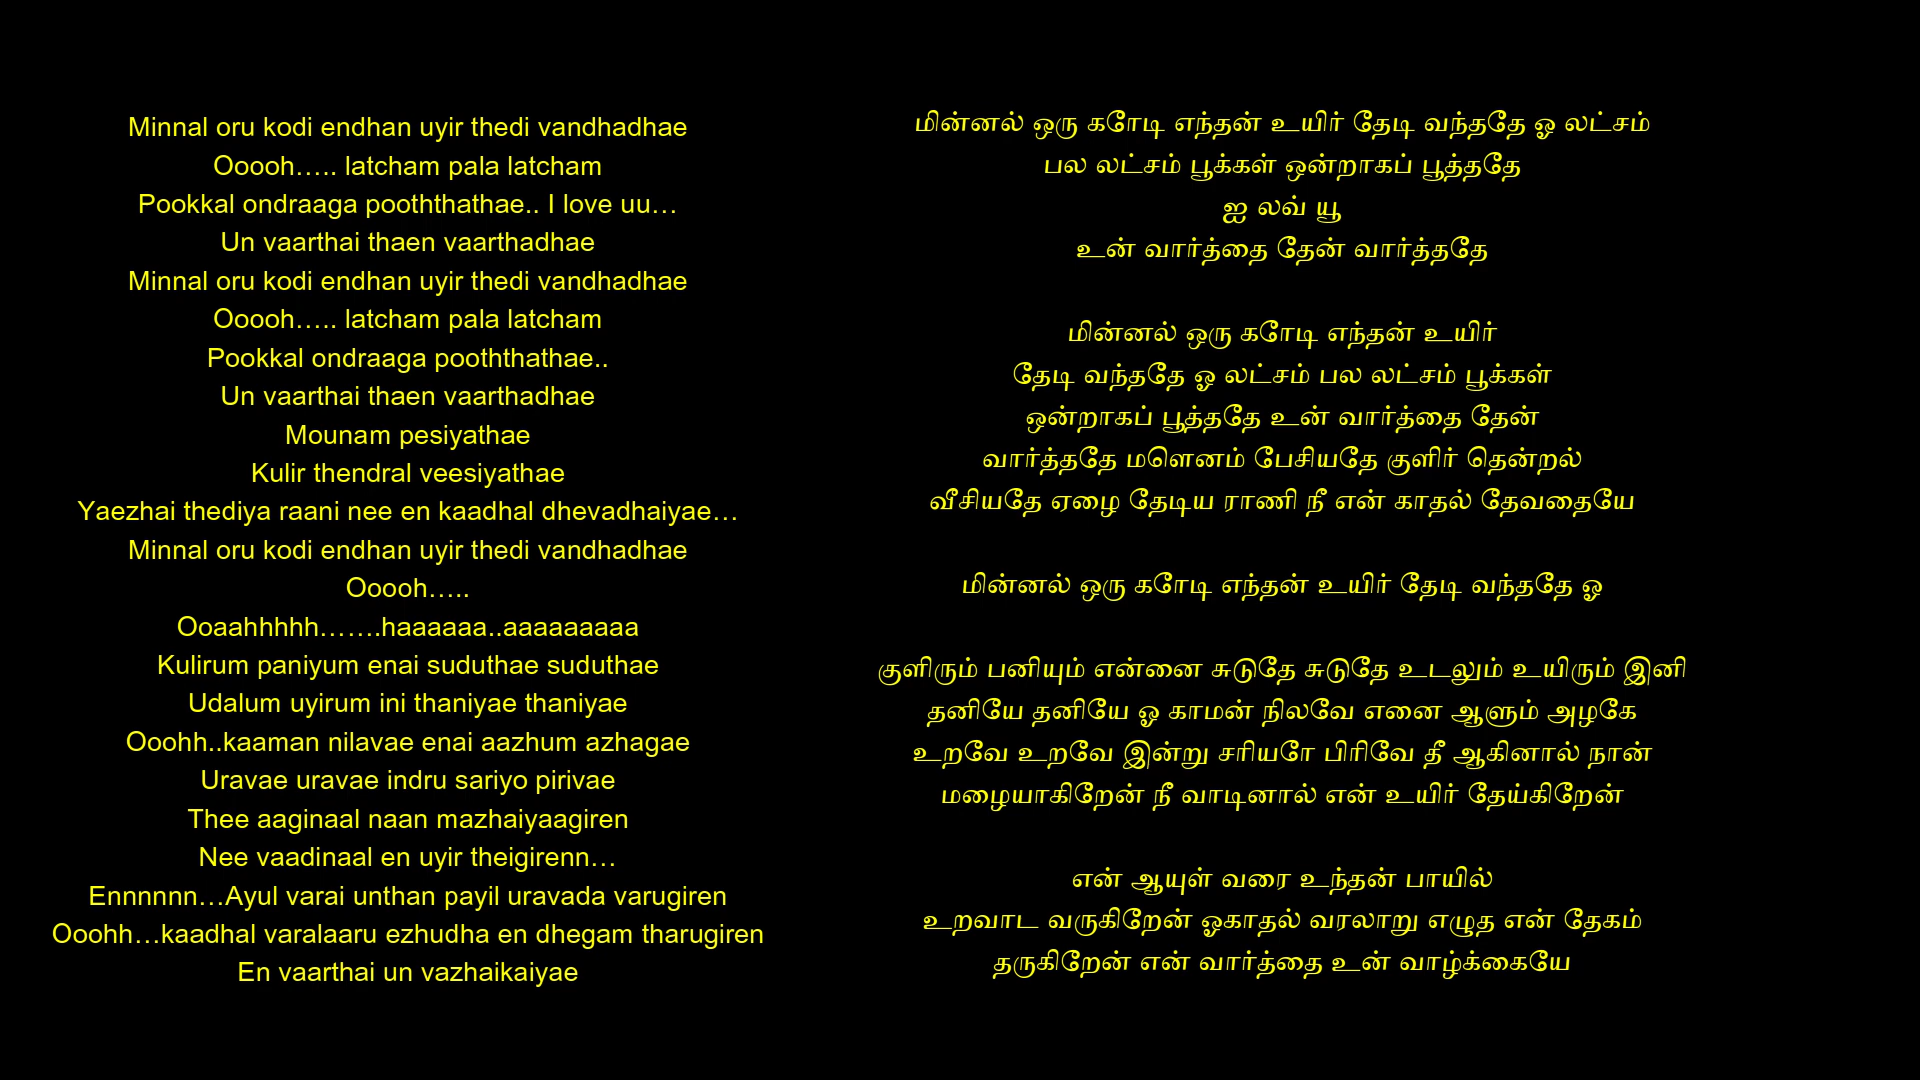 Minnal oru kodi endhan uyir thedi vandhadhae
Ooooh….. latcham pala latcham
Pookkal ondraaga pooththathae.. I love uu…
Un vaarthai thaen vaarthadhae
Minnal oru kodi endhan uyir thedi vandhadhae
Ooooh….. latcham pala latcham
Pookkal ondraaga pooththathae..
Un vaarthai thaen vaarthadhae
Mounam pesiyathae
Kulir thendral veesiyathae
Yaezhai thediya raani nee en kaadhal dhevadhaiyae…
Minnal oru kodi endhan uyir thedi vandhadhae
Ooooh…..
Ooaahhhhh…….haaaaaa..aaaaaaaaa
Kulirum paniyum enai suduthae suduthae
Udalum uyirum ini thaniyae thaniyae
Ooohh..kaaman nilavae enai aazhum azhagae
Uravae uravae indru sariyo pirivae
Thee aaginaal naan mazhaiyaagiren
Nee vaadinaal en uyir theigirenn…
Ennnnnn…Ayul varai unthan payil uravada varugiren
Ooohh…kaadhal varalaaru ezhudha en dhegam tharugiren
En vaarthai un vazhaikaiyae
மின்னல் ஒரு கரோடி எந்தன் உயிர் தேடி வந்ததே ஓ லட்சம்
பல லட்சம் பூக்கள் ஒன்றாகப் பூத்ததே
ஐ லவ் யூ
உன் வார்த்தை தேன் வார்த்ததே
மின்னல் ஒரு கரோடி எந்தன் உயிர்
தேடி வந்ததே ஓ லட்சம் பல லட்சம் பூக்கள்
ஒன்றாகப் பூத்ததே உன் வார்த்தை தேன்
வார்த்ததே மளெனம் பேசியதே குளிர் தென்றல்
வீசியதே ஏழை தேடிய ராணி நீ என் காதல் தேவதையே
மின்னல் ஒரு கரோடி எந்தன் உயிர் தேடி வந்ததே ஓ
குளிரும் பனியும் என்னை சுடுதே சுடுதே உடலும் உயிரும் இனி
தனியே தனியே ஓ காமன் நிலவே எனை ஆளும் அழகே
உறவே உறவே இன்று சரியரோ பிரிவே தீ ஆகினால் நான்
மழையாகிறேன் நீ வாடினால் என் உயிர் தேய்கிறேன்
என் ஆயுள் வரை உந்தன் பாயில்
உறவாட வருகிறேன் ஓகாதல் வரலாறு எழுத என் தேகம்
தருகிறேன் என் வார்த்தை உன் வாழ்க்கையே